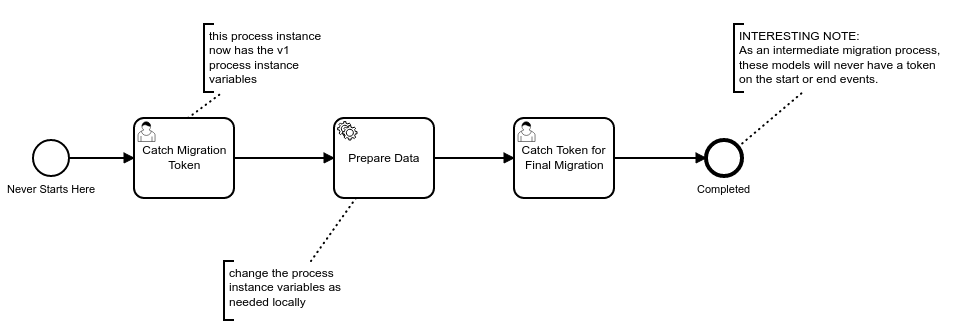 this process instance
now has the v1
process instance
variables
INTERESTING NOTE:
As an intermediate migration process,
these models will never have a token
on the start or end events.
Never Starts Here
Catch Migration
Token
Prepare Data
Catch Token for
Final Migration
Completed
change the process
instance variables as
needed locally